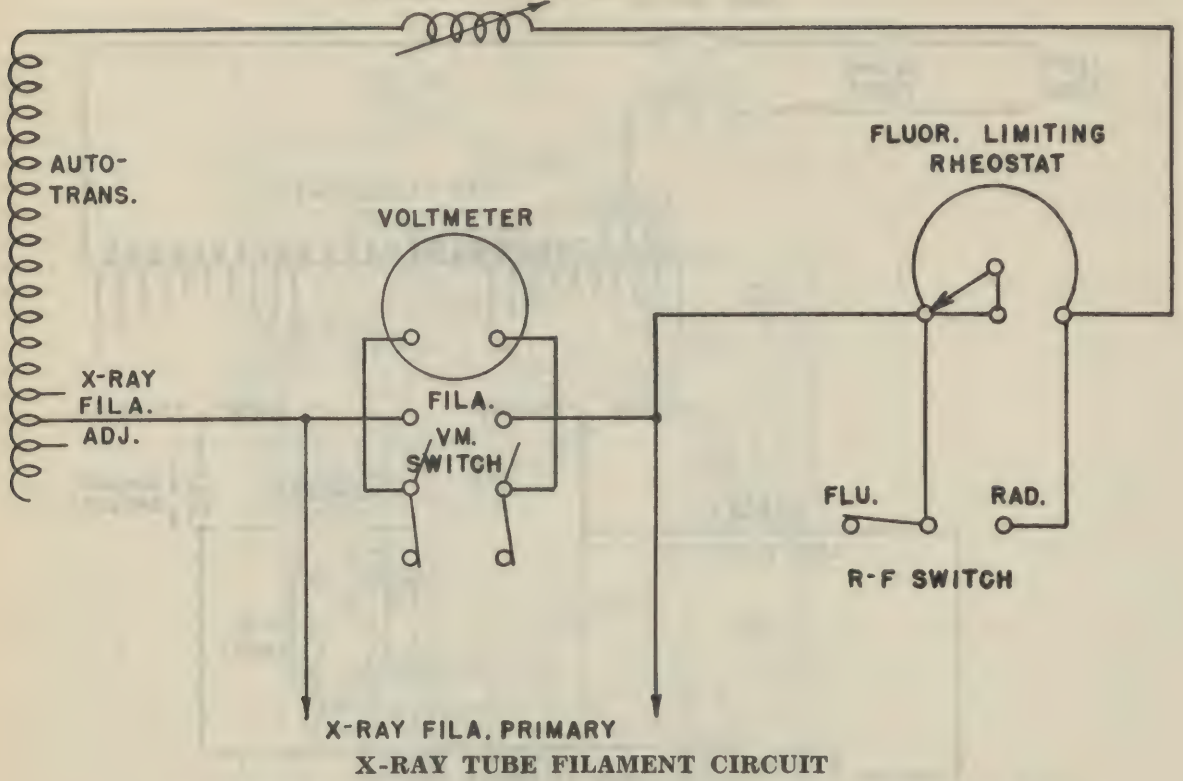 FLUOR. LIMITING
RHEOSTAT
AUTO-
TRANS.
VOLTMETER
X-RAY
FILA.
ADJ.
FILA.
VM.
SWITCH
FLU.
RAD.
R-F SWITCH
X-RAY FILA. PRIMARY
X-RAY TUBE FILAMENT CIRCUIT